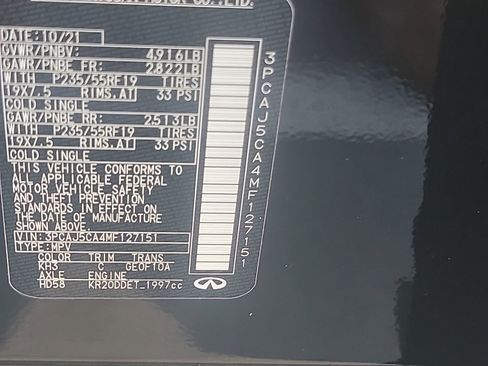 CO.,LTD.
DATE: 10/21
GVWR/PNBV: 4916LB
GAWR/PNBE FR: 2822LB
WITH P235/55RF19 TIRES
19X7.5 RIMS.AT 33 PSI
COLD SINGLE
GAWR/PNBE RR: 2513LB
WITH P235/55RF19 TIRES
19X7.5 RIMS.AT 33 PSI
COLD SINGLE
THIS VEHICLE CONFORMS TO
ALL APPLICABLE FEDERAL
MOTOR VEHICLE SAFETY
AND THEFT PREVENTION
STANDARDS IN EFFECT ON
THE DATE OF MANUFACTURE
SHOWN ABOVE.
VIN: 3PCAJ5CA4MF127151
TYPE: MPV
COLOR TRIM TRANS
KH3 C GE0F10A
AXLE ENGINE
HD58 KR20DDET_1997cc
3PCAJ5CA4MF127151